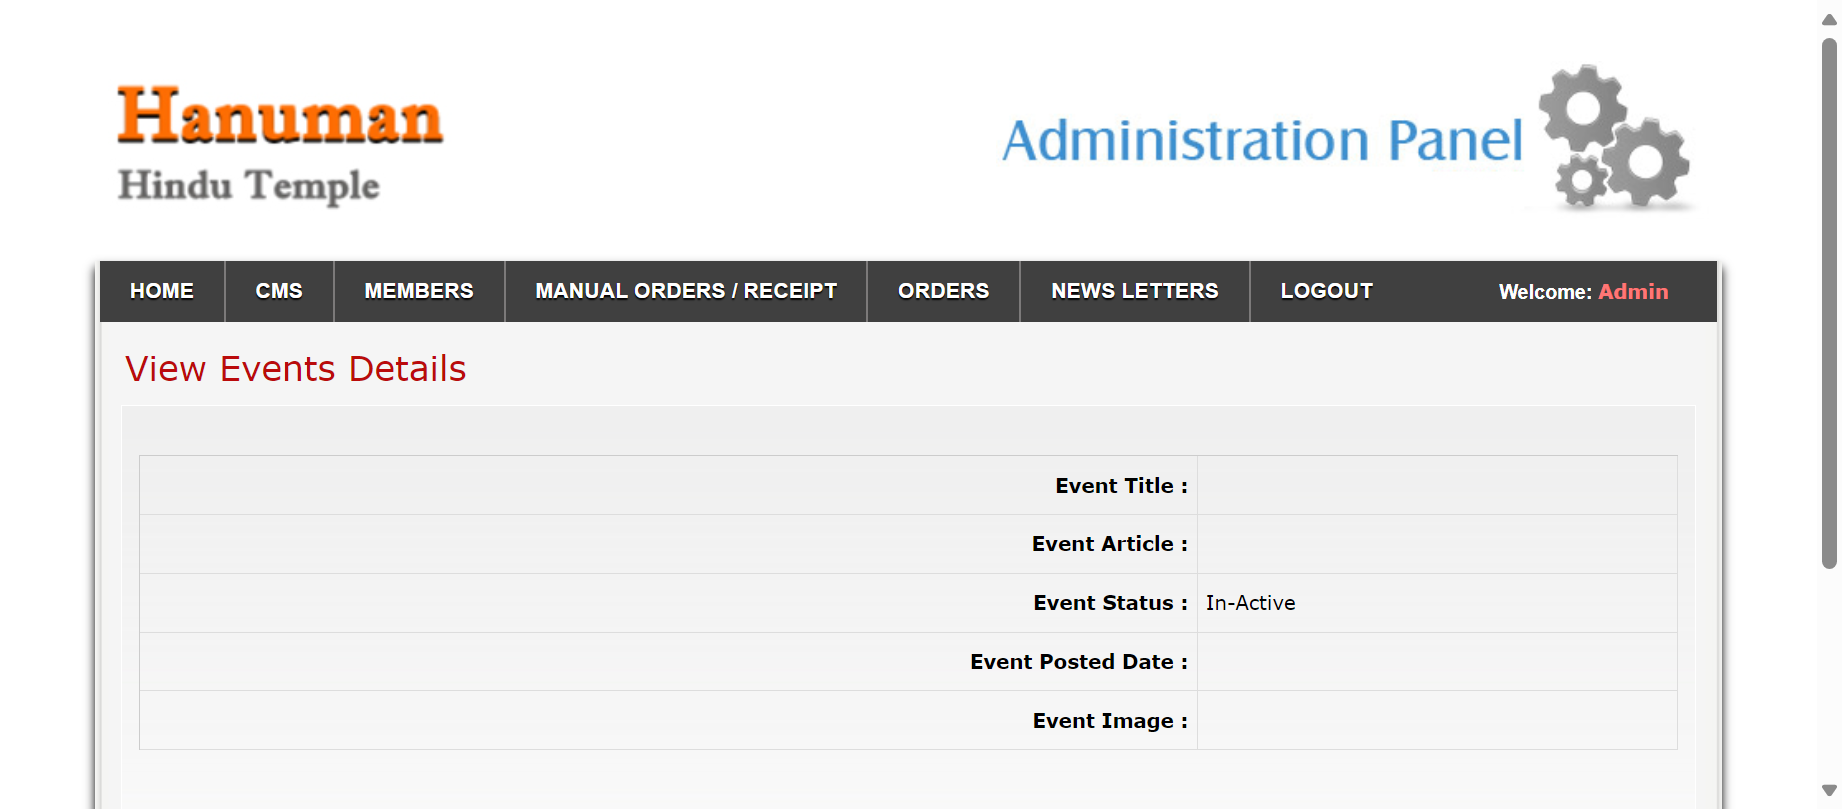 Hanuman
Hindu Temple
Administration Panel
HOME CMS MEMBERS MANUAL ORDERS / RECEIPT ORDERS NEWS LETTERS LOGOUT Welcome: Admin
View Events Details
Event Title :
Event Article :
Event Status : In-Active
Event Posted Date :
Event Image :